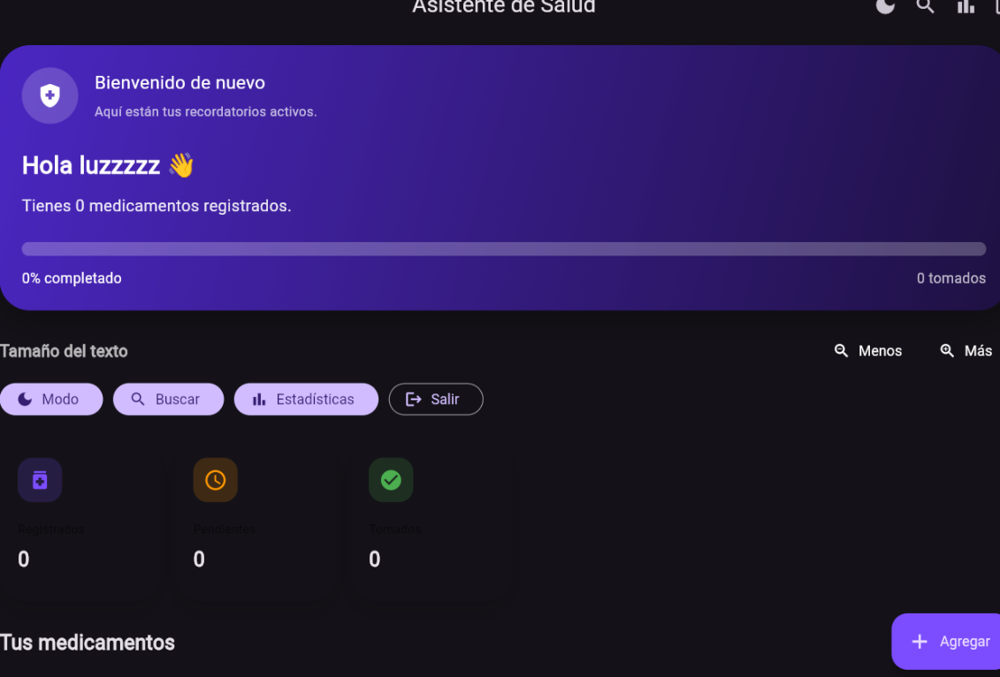 Asistente de Salud
Bienvenido de nuevo
Aquí están tus recordatorios activos.
Hola luzzzzz 👋
Tienes 0 medicamentos registrados.
0% completado
0 tomados
Tamaño del texto
Menos
Más
Modo
Buscar
Estadísticas
Salir
Registrados
Pendientes
Tomados
0
0
0
Tus medicamentos
Agregar